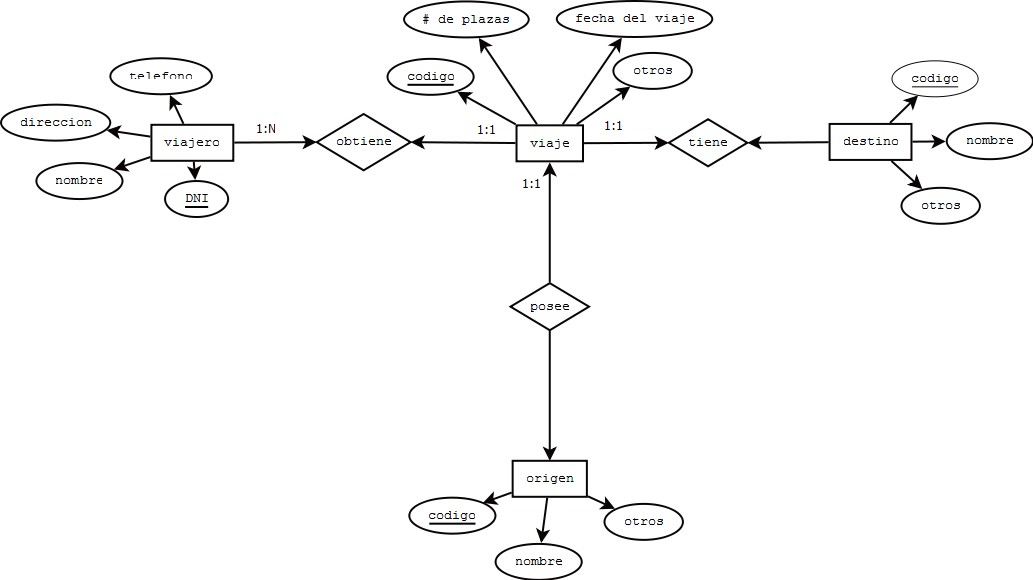 # de plazas
fecha del viaje
telefono
codigo
otros
codigo
direccion
1:N
1:1
1:1
viajero
obtiene
viaje
tiene
destino
nombre
nombre
DNI
1:1
otros
posee
origen
codigo
otros
nombre